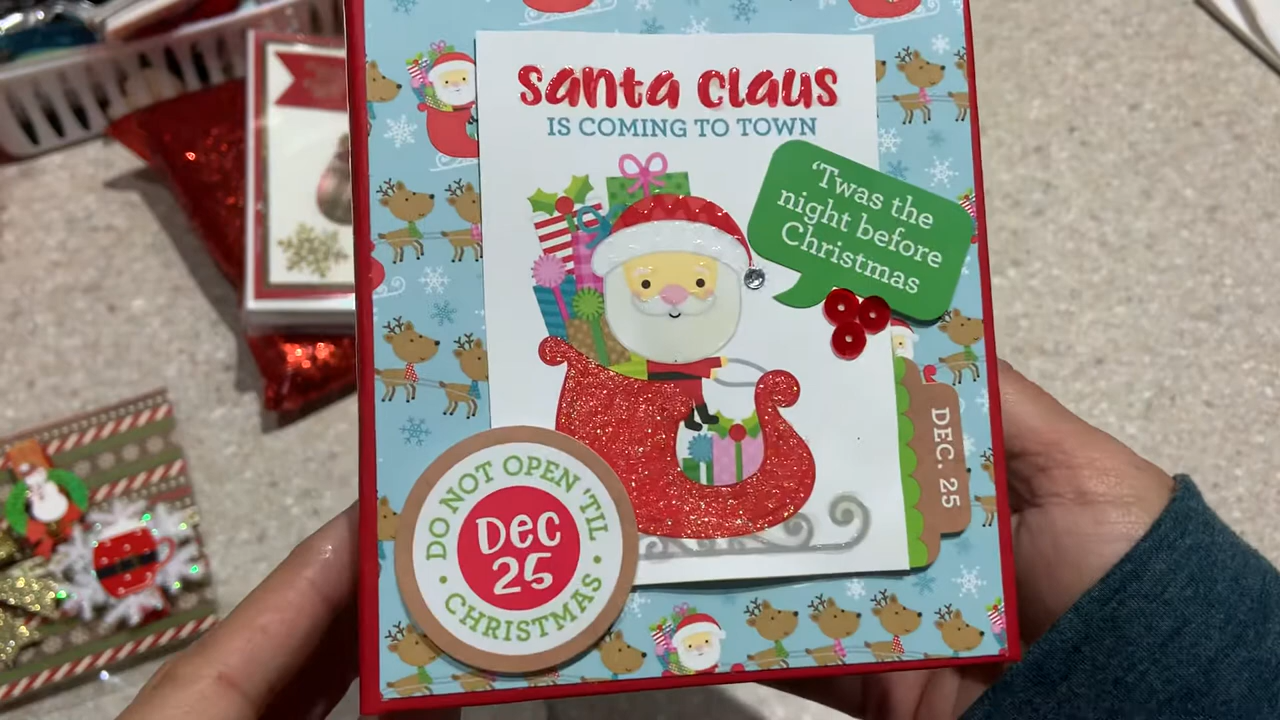 santa claus
IS COMING TO TOWN
'Twas the
night before
Christmas
DEC. 25
DO NOT OPEN 'TIL
Dec
25
• CHRISTMAS •